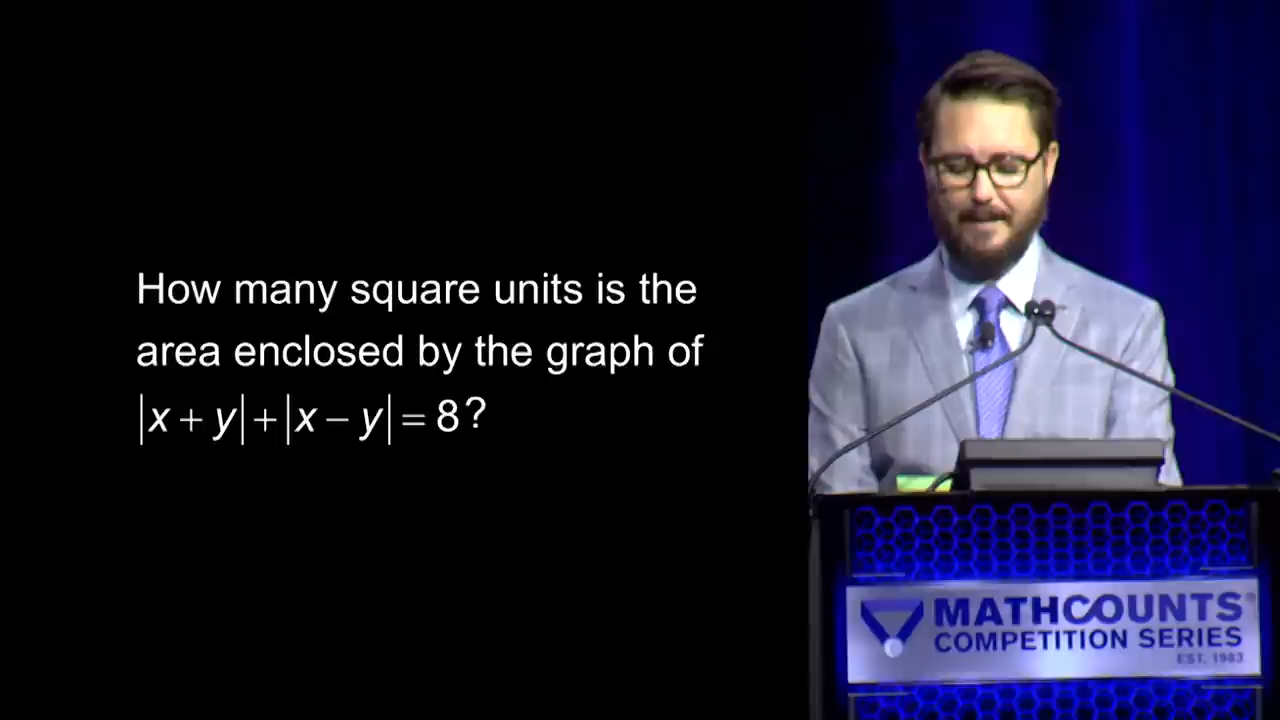 How many square units is the
area enclosed by the graph of
|x + y| + |x − y| = 8?
MATHCOUNTS®
COMPETITION SERIES
EST. 1983